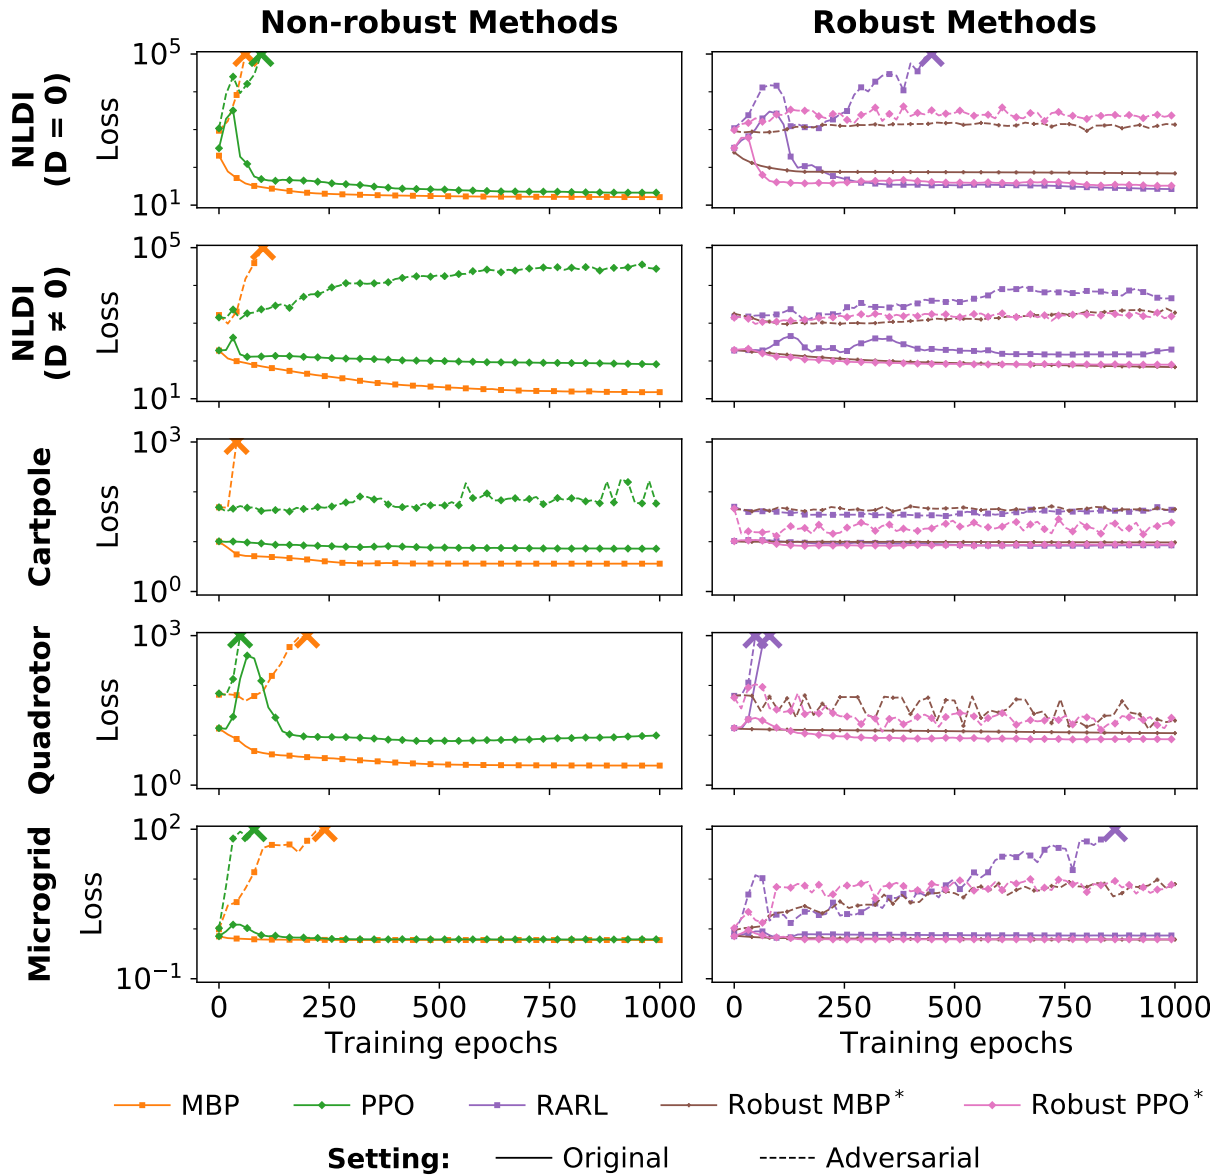 Non-robust Methods Robust Methods
NLDI
(D = 0)
Loss
10^5
10^1
NLDI
(D ≠ 0)
Loss
10^5
10^1
Cartpole
Loss
10^3
10^0
Quadrotor
Loss
10^3
10^0
Microgrid
Loss
10^2
10^-1
0 250 500 750 1000 0 250 500 750 1000
Training epochs Training epochs
MBP PPO RARL Robust MBP* Robust PPO*
Setting: Original Adversarial